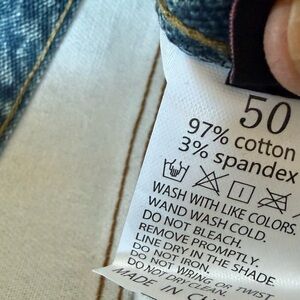 50
97% cotton
3% spandex
WASH WITH LIKE COLORS.
WAND WASH COLD.
DO NOT BLEACH.
REMOVE PROMPTLY.
LINE DRY IN THE SHADE.
DO NOT IRON.
DO NOT WRING OR TWIST.
DO NOT DRY CLEAN.
MADE IN